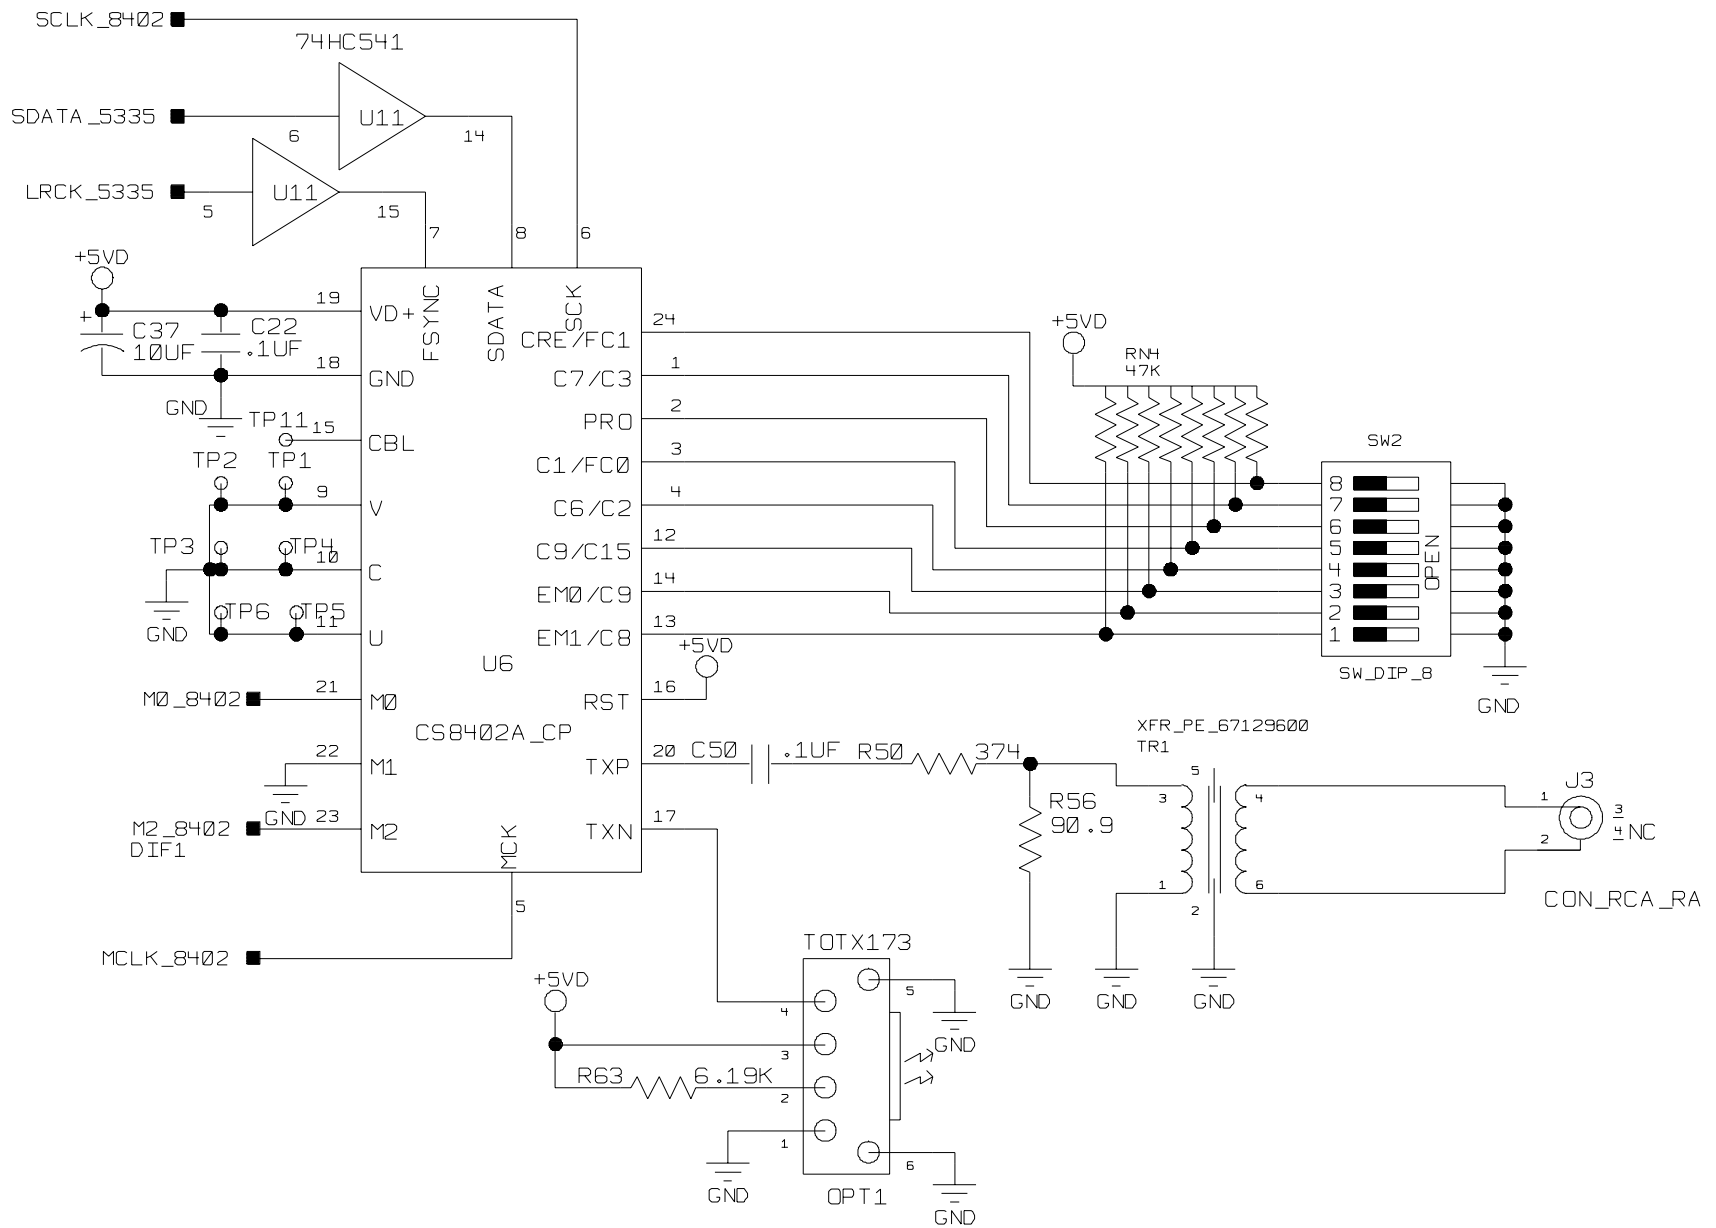 SCLK_8402
74HC541
SDATA_5335
6
U11
14
LRCK_5335
5
U11
15
7
8
6
+5VD
+
C37
10UF
C22
.1UF
19
VD+
18
GND
GND
TP11
15
CBL
TP2
TP1
9
V
TP3
TP4
10
C
GND
TP6
TP5
11
U
M0_8402
21
M0
22
M1
GND
M2_8402
DIF1
23
M2
FSYNC
SDATA
SCK
U6
CS8402A_CP
MCK
5
MCLK_8402
CRE/FC1
24
C7/C3
1
PRO
2
C1/FC0
3
C6/C2
4
C9/C15
12
EM0/C9
14
EM1/C8
13
RST
16
+5VD
TXP
20
TXN
17
+5VD
RN4
47K
SW2
8
7
6
5
4
3
2
1
OPEN
SW_DIP_8
GND
C50
.1UF
R50
374
R56
90.9
GND
XFR_PE_67129600
TR1
5
3
4
1
6
2
GND
GND
J3
1
2
3
4
NC
CON_RCA_RA
TOTX173
+5VD
R63
6.19K
4
3
2
1
5
6
GND
GND
GND
OPT1